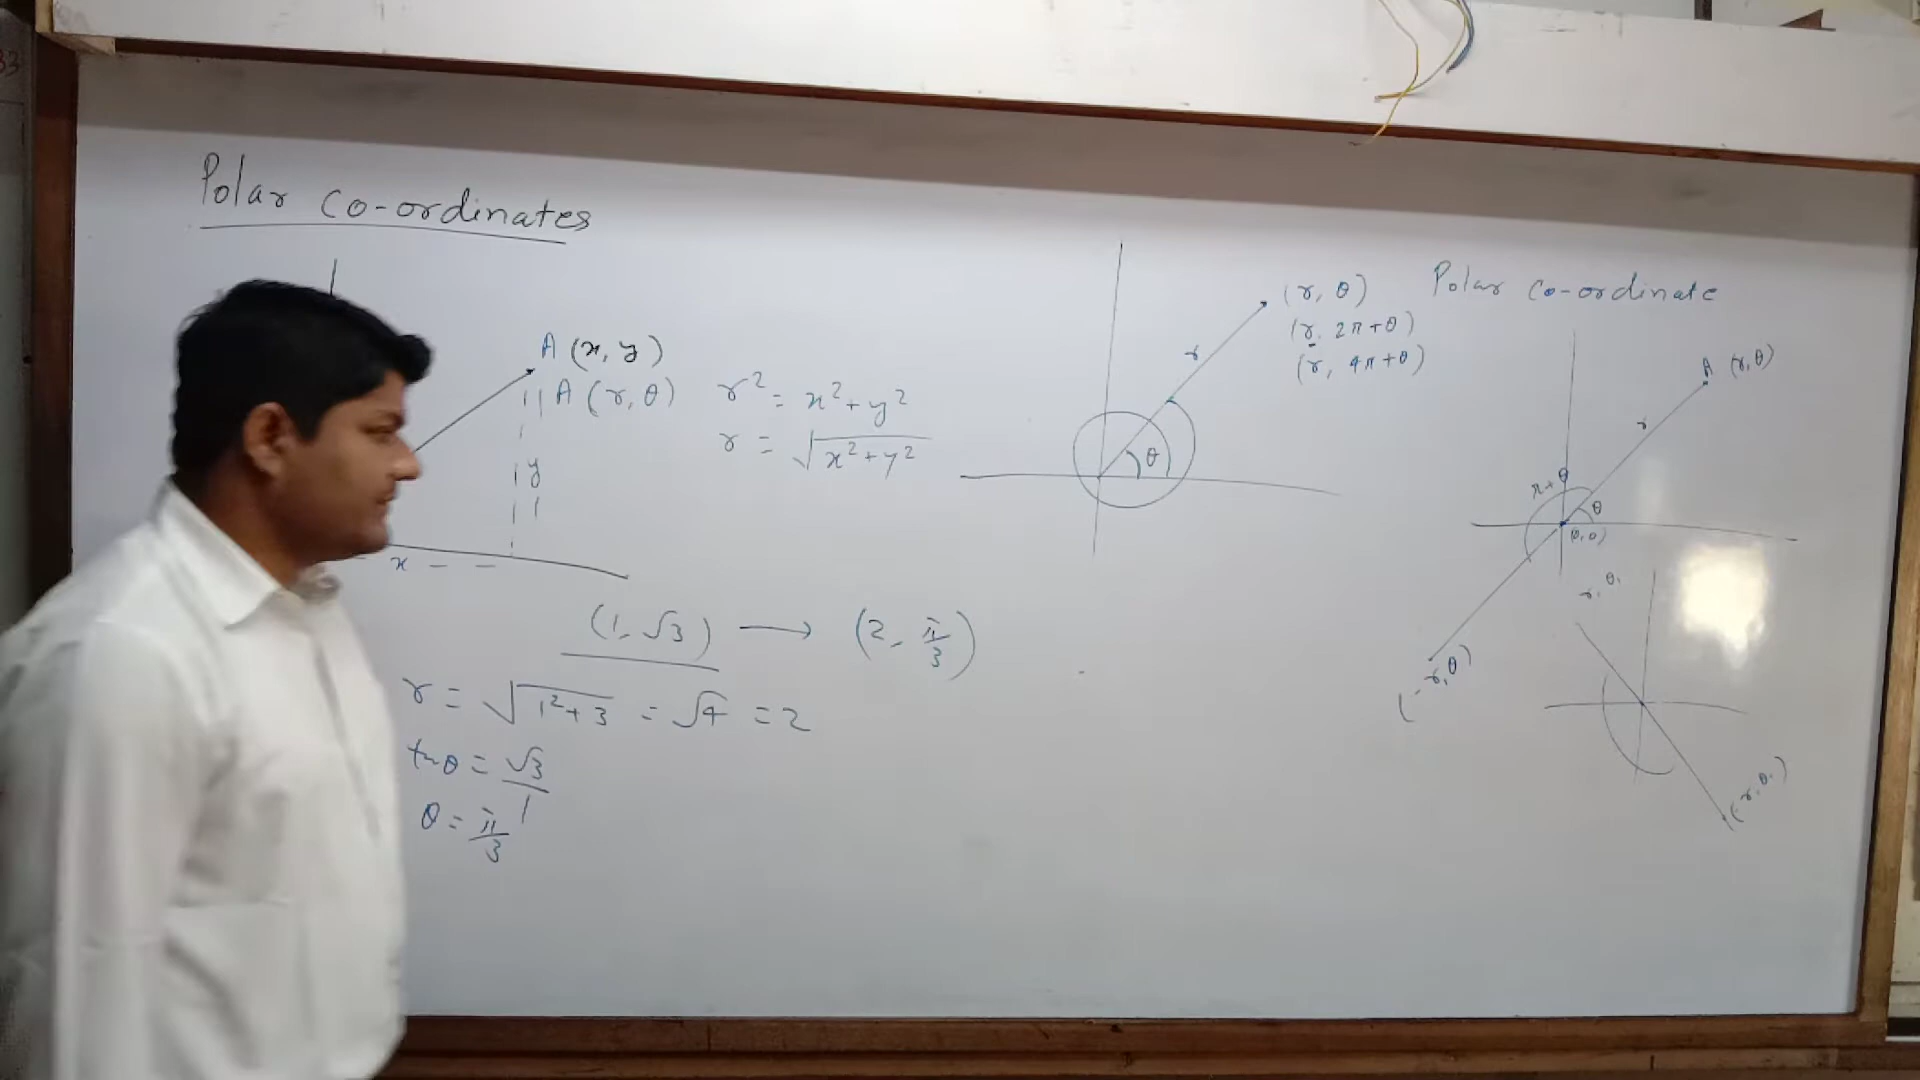 Polar Co-ordinates
A (x, y)
A (r, θ)
y
x
r² = x² + y²
r = √x² + y²
(1, √3) → (2, π/3)
r = √1² + 3 = √4 = 2
tanθ = √3/1
θ = π/3
(r, θ)
(r, 2π+θ)
(r, 4π+θ)
r
θ
Polar Co-ordinate
A (r, θ)
r
π+θ
θ
(0,0)
(-r, θ)
r, θ,
(-r, θ,)